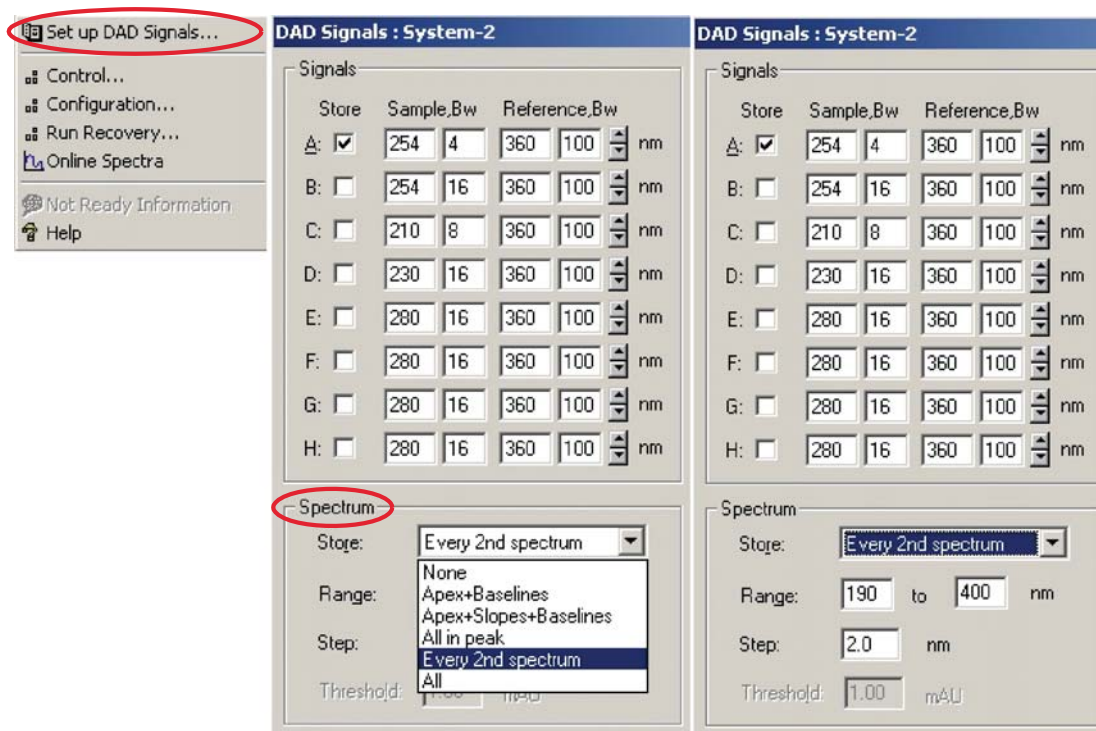 Set up DAD Signals...
Control...
Configuration...
Run Recovery...
Online Spectra
Not Ready Information
Help
DAD Signals : System-2
Signals
Store Sample,Bw Reference,Bw
A: 254 4 360 100 nm
B: 254 16 360 100 nm
C: 210 8 360 100 nm
D: 230 16 360 100 nm
E: 280 16 360 100 nm
F: 280 16 360 100 nm
G: 280 16 360 100 nm
H: 280 16 360 100 nm
Spectrum
Store: Every 2nd spectrum
None
Range: Apex+Baselines
Apex+Slopes+Baselines
Step: All in peak
Every 2nd spectrum
All
Threshold: 1.00 mAU
DAD Signals : System-2
Signals
Store Sample,Bw Reference,Bw
A: 254 4 360 100 nm
B: 254 16 360 100 nm
C: 210 8 360 100 nm
D: 230 16 360 100 nm
E: 280 16 360 100 nm
F: 280 16 360 100 nm
G: 280 16 360 100 nm
H: 280 16 360 100 nm
Spectrum
Store: Every 2nd spectrum
Range: 190 to 400 nm
Step: 2.0 nm
Threshold: 1.00 mAU